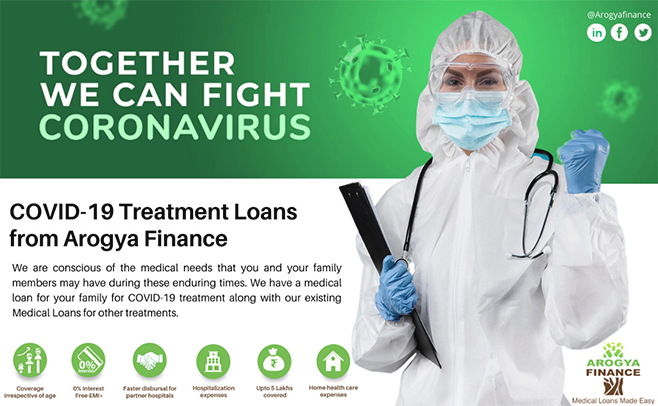 @Arogyafinance
TOGETHER
WE CAN FIGHT
CORONAVIRUS
COVID-19 Treatment Loans
from Arogya Finance
We are conscious of the medical needs that you and your family
members may have during these enduring times. We have a medical
loan for your family for COVID-19 treatment along with our existing
Medical Loans for other treatments.
0%
Coverage
irrespective of age
0% Interest
Free EMI+
Faster disbursal for
partner hospitals
Hospitalization
expenses
Upto 5 Lakhs
covered
Home health care
expenses
AROGYA
FINANCE
Medical Loans Made Easy